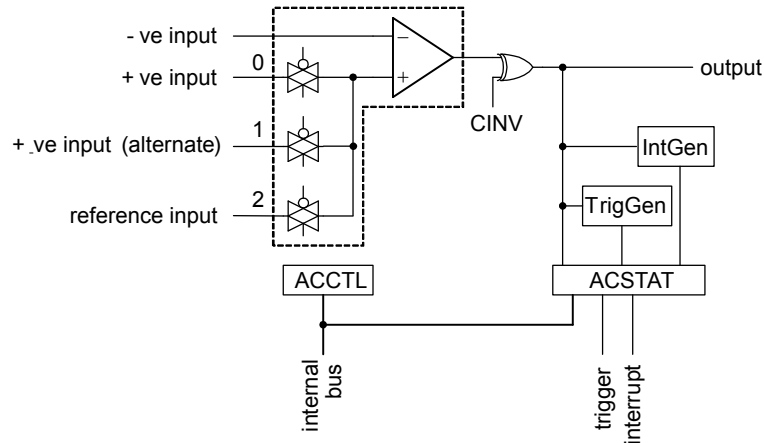 - ve input
−
0
+ ve input
+
output
CINV
1
+ ve input (alternate)
IntGen
2
reference input
TrigGen
ACCTL
ACSTAT
internal
bus
trigger
interrupt